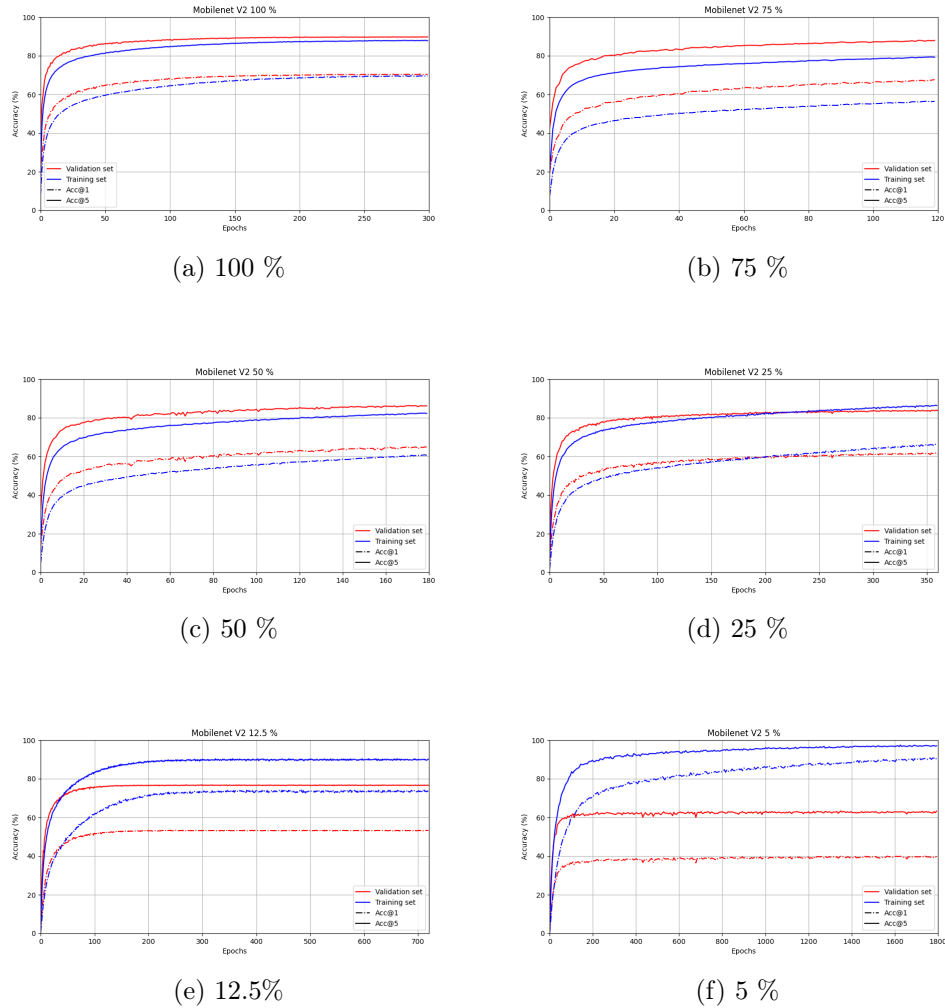 Mobilenet V2 100 %
100
80
60
40
20
0
Accuracy (%)
Validation set
Training set
Acc@1
Acc@5
0 50 100 150 200 250 300
Epochs
(a) 100 %
Mobilenet V2 75 %
100
80
60
40
20
0
Accuracy (%)
Validation set
Training set
Acc@1
Acc@5
0 20 40 60 80 100 120
Epochs
(b) 75 %
Mobilenet V2 50 %
100
80
60
40
20
0
Accuracy (%)
Validation set
Training set
Acc@1
Acc@5
0 20 40 60 80 100 120 140 160 180
Epochs
(c) 50 %
Mobilenet V2 25 %
100
80
60
40
20
0
Accuracy (%)
Validation set
Training set
Acc@1
Acc@5
0 50 100 150 200 250 300 350
Epochs
(d) 25 %
Mobilenet V2 12.5 %
100
80
60
40
20
0
Accuracy (%)
Validation set
Training set
Acc@1
Acc@5
0 100 200 300 400 500 600 700
Epochs
(e) 12.5%
Mobilenet V2 5 %
100
80
60
40
20
0
Accuracy (%)
Validation set
Training set
Acc@1
Acc@5
0 200 400 600 800 1000 1200 1400 1600 1800
Epochs
(f) 5 %